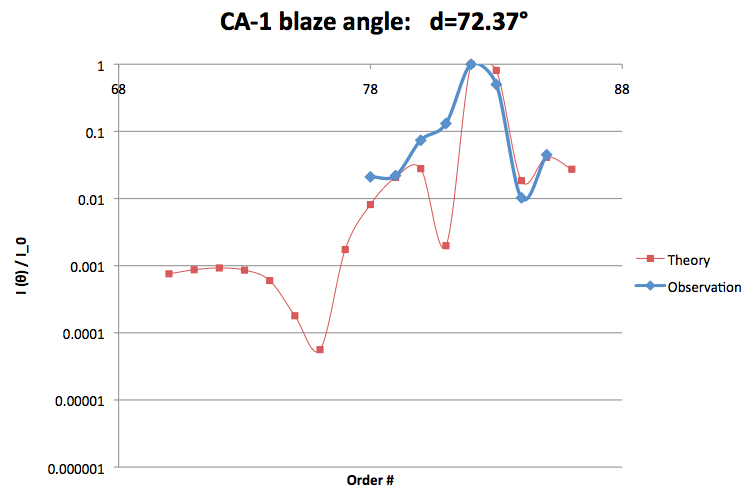 CA-1 blaze angle: d=72.37°
1
68
78
88
0.1
0.01
0.001
0.0001
0.00001
0.000001
I (θ) / I_0
Order #
Theory
Observation